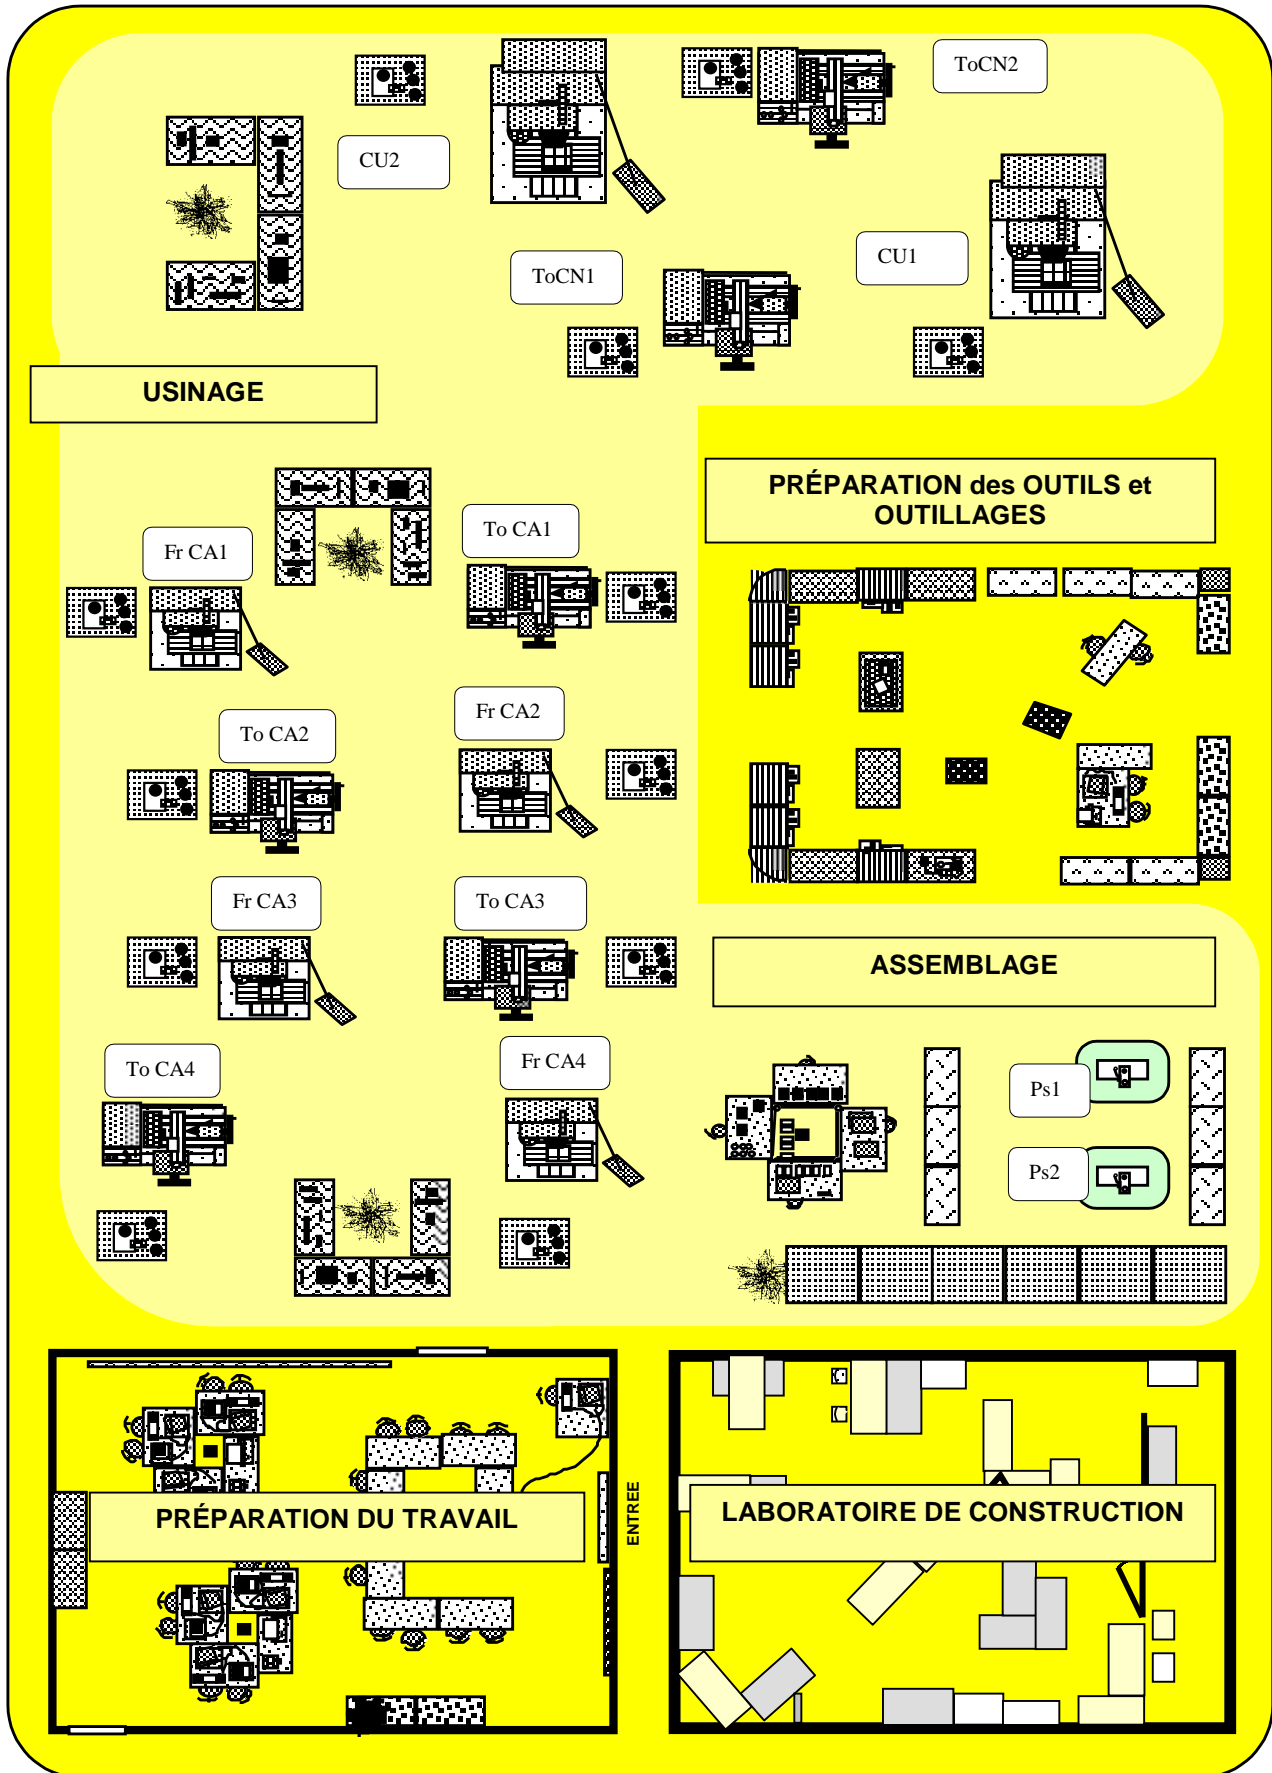 ToCN2
CU2
ToCN1
CU1
USINAGE
PRÉPARATION des OUTILS et
OUTILLAGES
To CA1
Fr CA1
Fr CA2
To CA2
Fr CA3
To CA3
ASSEMBLAGE
To CA4
Fr CA4
Ps1
Ps2
PRÉPARATION DU TRAVAIL
ENTREE
LABORATOIRE DE CONSTRUCTION